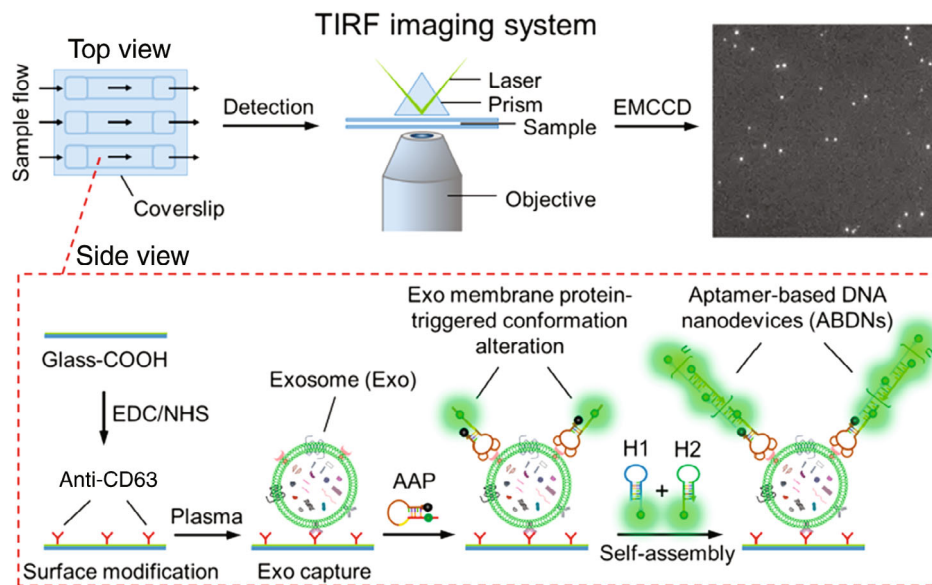 TIRF imaging system
Top view
Sample flow
Detection
Laser
Prism
Sample
EMCCD
Objective
Coverslip
Side view
Exo membrane protein-
triggered conformation
alteration
Aptamer-based DNA
nanodevices (ABDNs)
Glass-COOH
Exosome (Exo)
EDC/NHS
Anti-CD63
Plasma
AAP
H1
+
H2
n
n
Self-assembly
Surface modification
Exo capture